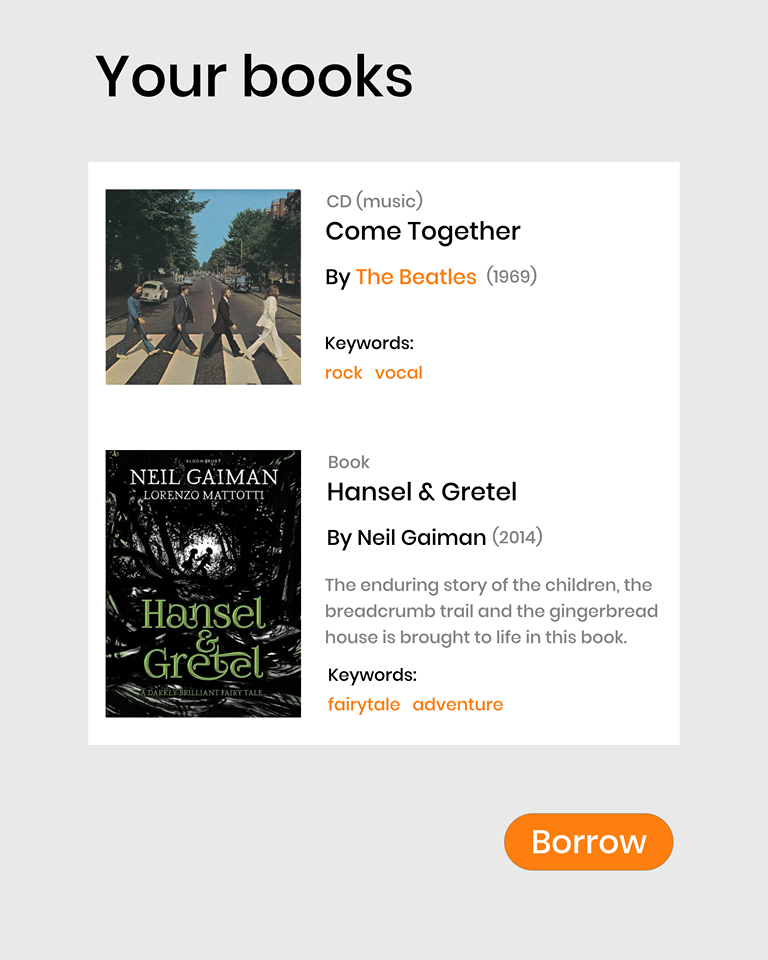 Your books
CD (music)
Come Together
By The Beatles (1969)
Keywords:
rock vocal
BLOOMSBURY
NEIL GAIMAN
LORENZO MATTOTTI
Hansel
&
Gretel
A DARKLY BRILLIANT FAIRY TALE
Book
Hansel & Gretel
By Neil Gaiman (2014)
The enduring story of the children, the
breadcrumb trail and the gingerbread
house is brought to life in this book.
Keywords:
fairytale adventure
Borrow